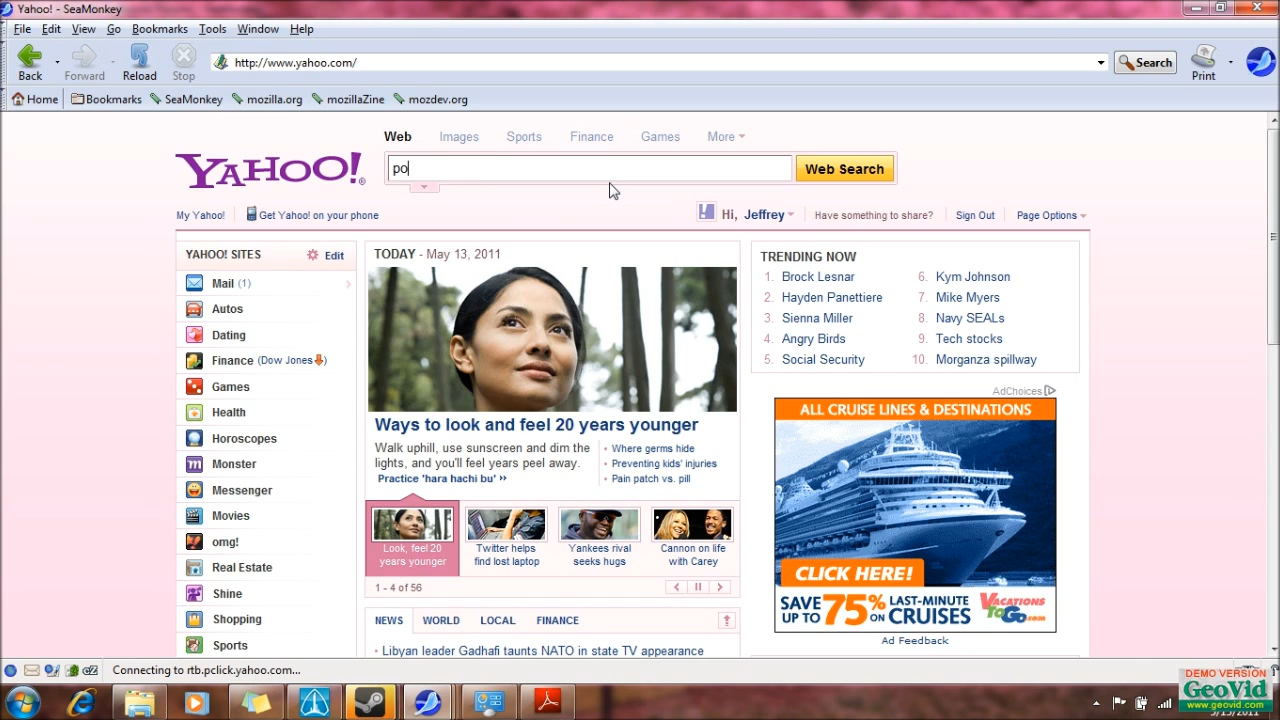 Yahoo! - SeaMonkey
File Edit View Go Bookmarks Tools Window Help
Back Forward Reload Stop http://www.yahoo.com/ Search Print
Home Bookmarks SeaMonkey mozilla.org mozillaZine mozdev.org
Web Images Sports Finance Games More
YAHOO! po Web Search
My Yahoo! Get Yahoo! on your phone Hi, Jeffrey Have something to share? Sign Out Page Options
YAHOO! SITES Edit
Mail (1)
Autos
Dating
Finance (Dow Jones)
Games
Health
Horoscopes
Monster
Messenger
Movies
omg!
Real Estate
Shine
Shopping
Sports
TODAY - May 13, 2011
Ways to look and feel 20 years younger
Walk uphill, use sunscreen and dim the
lights, and you'll feel years peel away.
Practice 'hara hachi bu' ››
• Where germs hide
• Preventing kids' injuries
• Pain patch vs. pill
Look, feel 20
years younger
Twitter helps
find lost laptop
Yankees rival
seeks hugs
Cannon on life
with Carey
1 - 4 of 56
NEWS WORLD LOCAL FINANCE
• Libyan leader Gadhafi taunts NATO in state TV appearance
TRENDING NOW
1. Brock Lesnar
2. Hayden Panettiere
3. Sienna Miller
4. Angry Birds
5. Social Security
6. Kym Johnson
7. Mike Myers
8. Navy SEALs
9. Tech stocks
10. Morganza spillway
AdChoices
ALL CRUISE LINES & DESTINATIONS
CLICK HERE!
SAVE UP TO 75% ON LAST-MINUTE CRUISES VACATIONS To GO.com
Ad Feedback
Connecting to rtb.pclick.yahoo.com...
DEMO VERSION
GeoVid
www.geovid.com